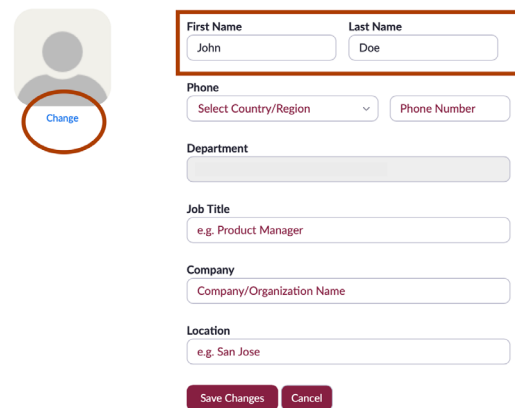 Change
First Name Last Name
John Doe
Phone
Select Country/Region Phone Number
Department
Job Title
e.g. Product Manager
Company
Company/Organization Name
Location
e.g. San Jose
Save Changes Cancel